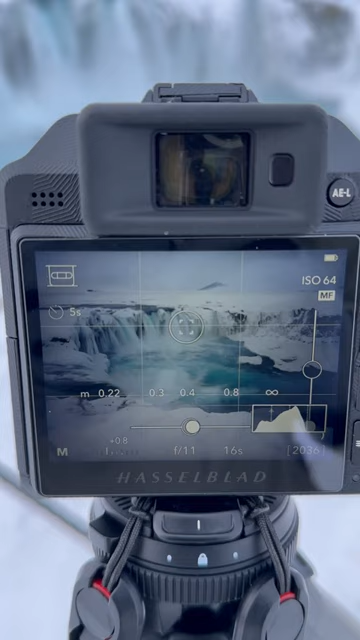 AE-L
ISO 64
MF
5s
m 0.22 0.3 0.4 0.8 ∞
+0.8
M f/11 16s [2036]
HASSELBLAD